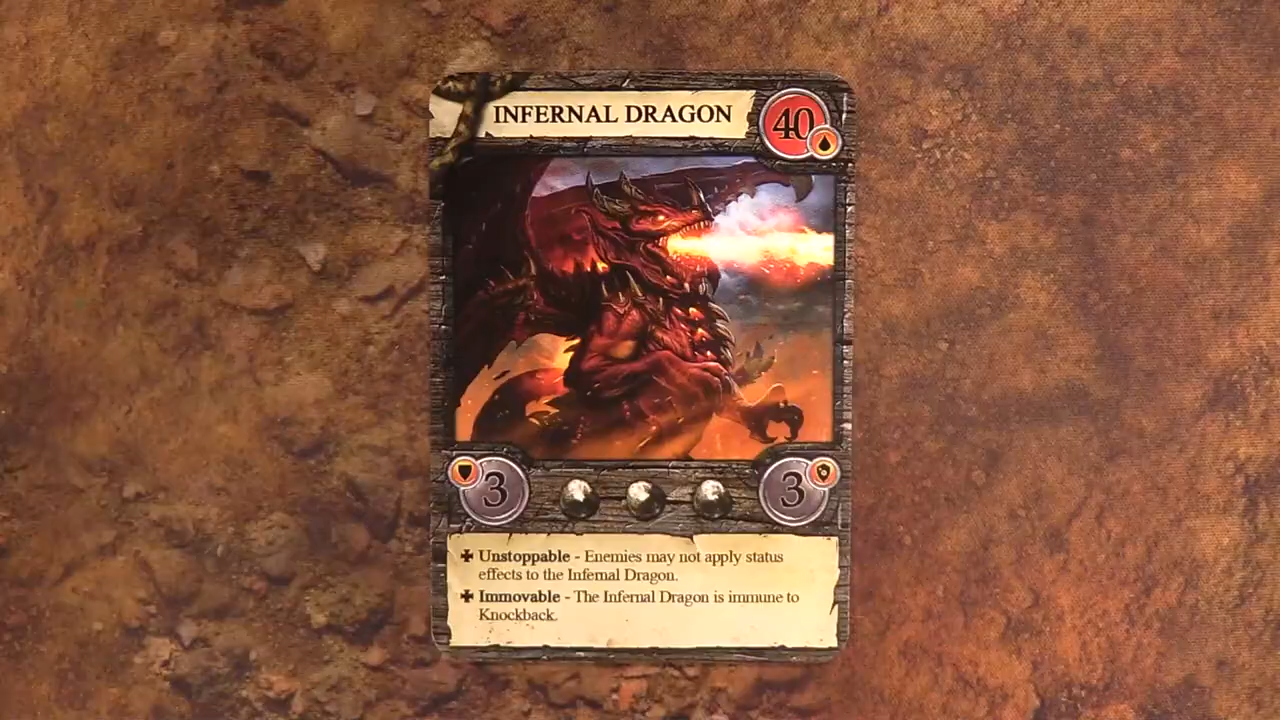 INFERNAL DRAGON
40
3
3
Unstoppable - Enemies may not apply status
effects to the Infernal Dragon.
Immovable - The Infernal Dragon is immune to
Knockback.